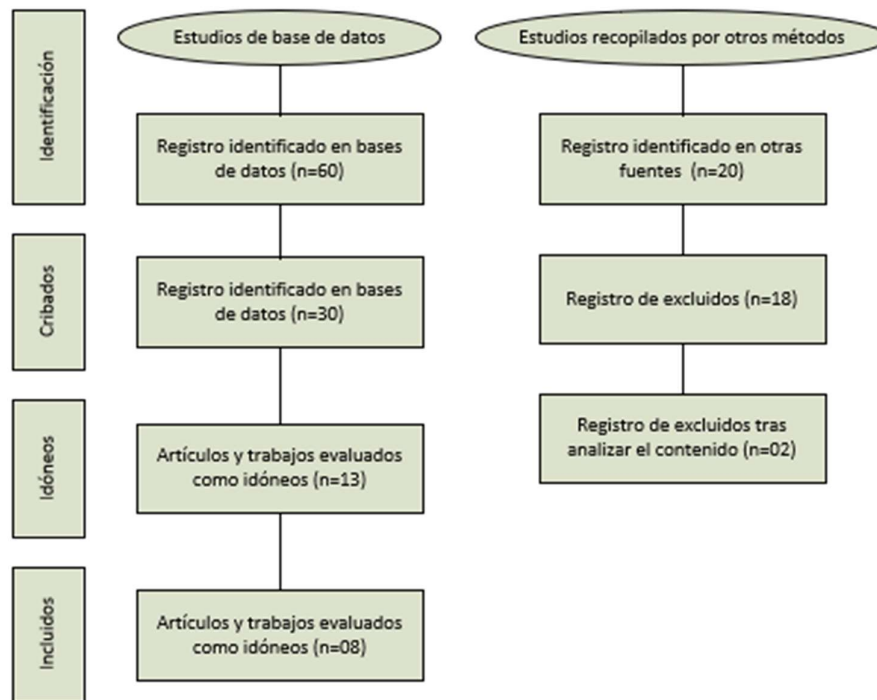 Identificación
Estudios de base de datos
Estudios recopilados por otros métodos
Registro identificado en bases
de datos (n=60)
Registro identificado en otras
fuentes (n=20)
Cribados
Registro identificado en bases
de datos (n=30)
Registro de excluidos (n=18)
Idóneos
Artículos y trabajos evaluados
como idóneos (n=13)
Registro de excluidos tras
analizar el contenido (n=02)
Incluidos
Artículos y trabajos evaluados
como idóneos (n=08)